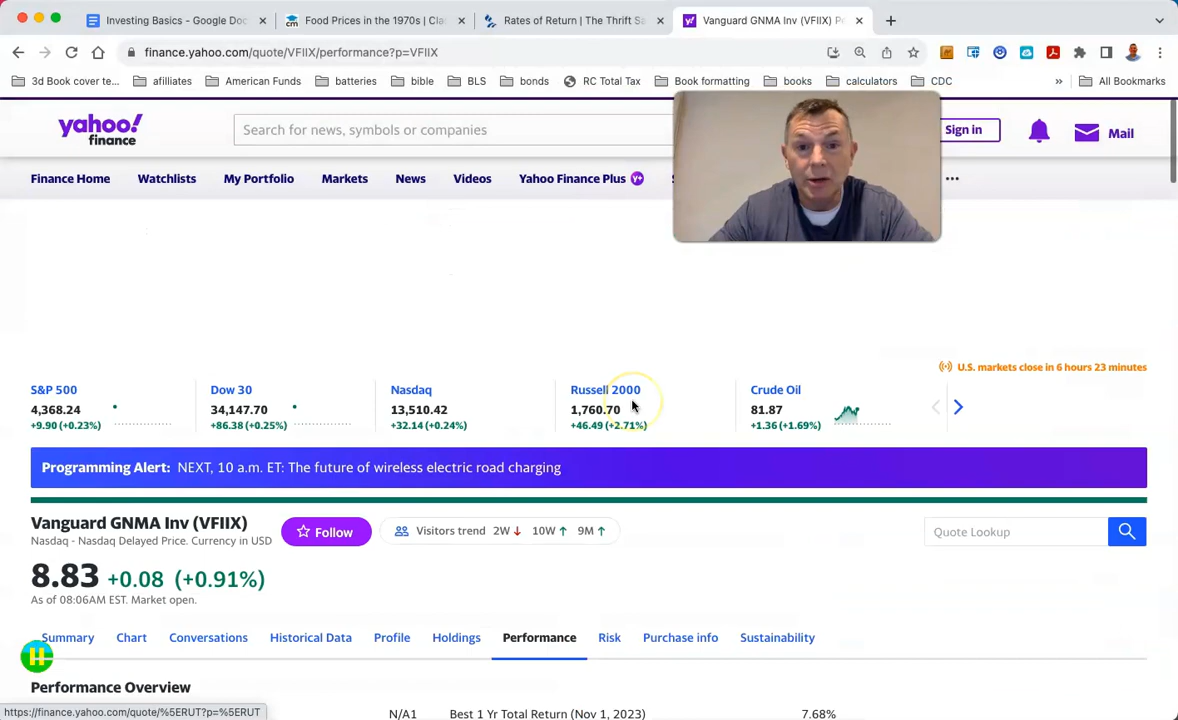 Investing Basics - Google Doc
Food Prices in the 1970s | Cla
Rates of Return | The Thrift Sa
Vanguard GNMA Inv (VFIIX) P
finance.yahoo.com/quote/VFIIX/performance?p=VFIIX
3d Book cover te...
afiliiates
American Funds
batteries
bible
BLS
bonds
RC Total Tax
Book formatting
books
calculators
CDC
»
All Bookmarks
yahoo!
finance
Search for news, symbols or companies
Sign in
Mail
Finance Home
Watchlists
My Portfolio
Markets
News
Videos
Yahoo Finance Plus
...
U.S. markets close in 6 hours 23 minutes
S&P 500
4,368.24
+9.90 (+0.23%)
Dow 30
34,147.70
+86.38 (+0.25%)
Nasdaq
13,510.42
+32.14 (+0.24%)
Russell 2000
1,760.70
+46.49 (+2.71%)
Crude Oil
81.87
+1.36 (+1.69%)
Programming Alert: NEXT, 10 a.m. ET: The future of wireless electric road charging
Vanguard GNMA Inv (VFIIX)
Nasdaq - Nasdaq Delayed Price. Currency in USD
Follow
Visitors trend 2W↓ 10W↑ 9M↑
Quote Lookup
8.83 +0.08 (+0.91%)
As of 08:06AM EST. Market open.
Summary
Chart
Conversations
Historical Data
Profile
Holdings
Performance
Risk
Purchase info
Sustainability
Performance Overview
N/A1
Best 1 Yr Total Return (Nov 1, 2023)
7.68%
https://finance.yahoo.com/quote/%5ERUT?p=%5ERUT